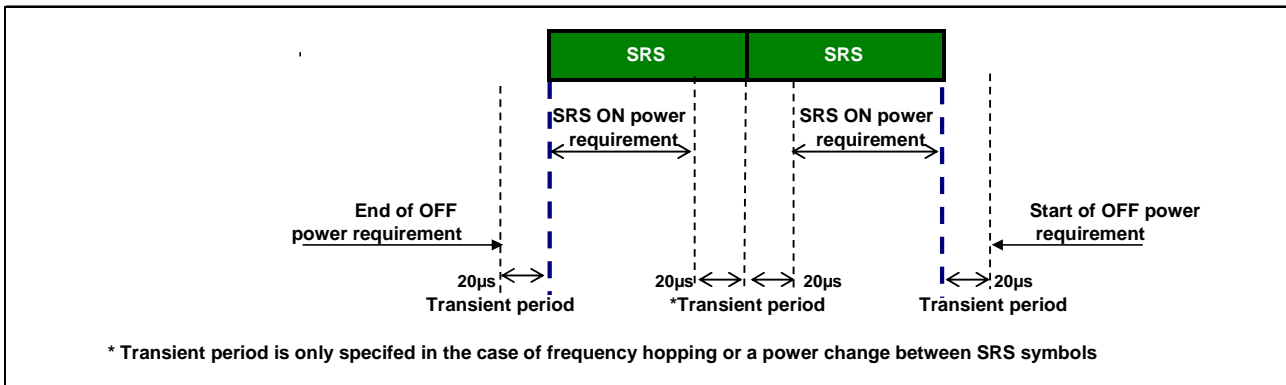 SRS SRS
SRS ON power
requirement
SRS ON power
requirement
End of OFF
power requirement
Start of OFF power
requirement
20µs 20µs 20µs 20µs
Transient period *Transient period Transient period
* Transient period is only specifed in the case of frequency hopping or a power change between SRS symbols